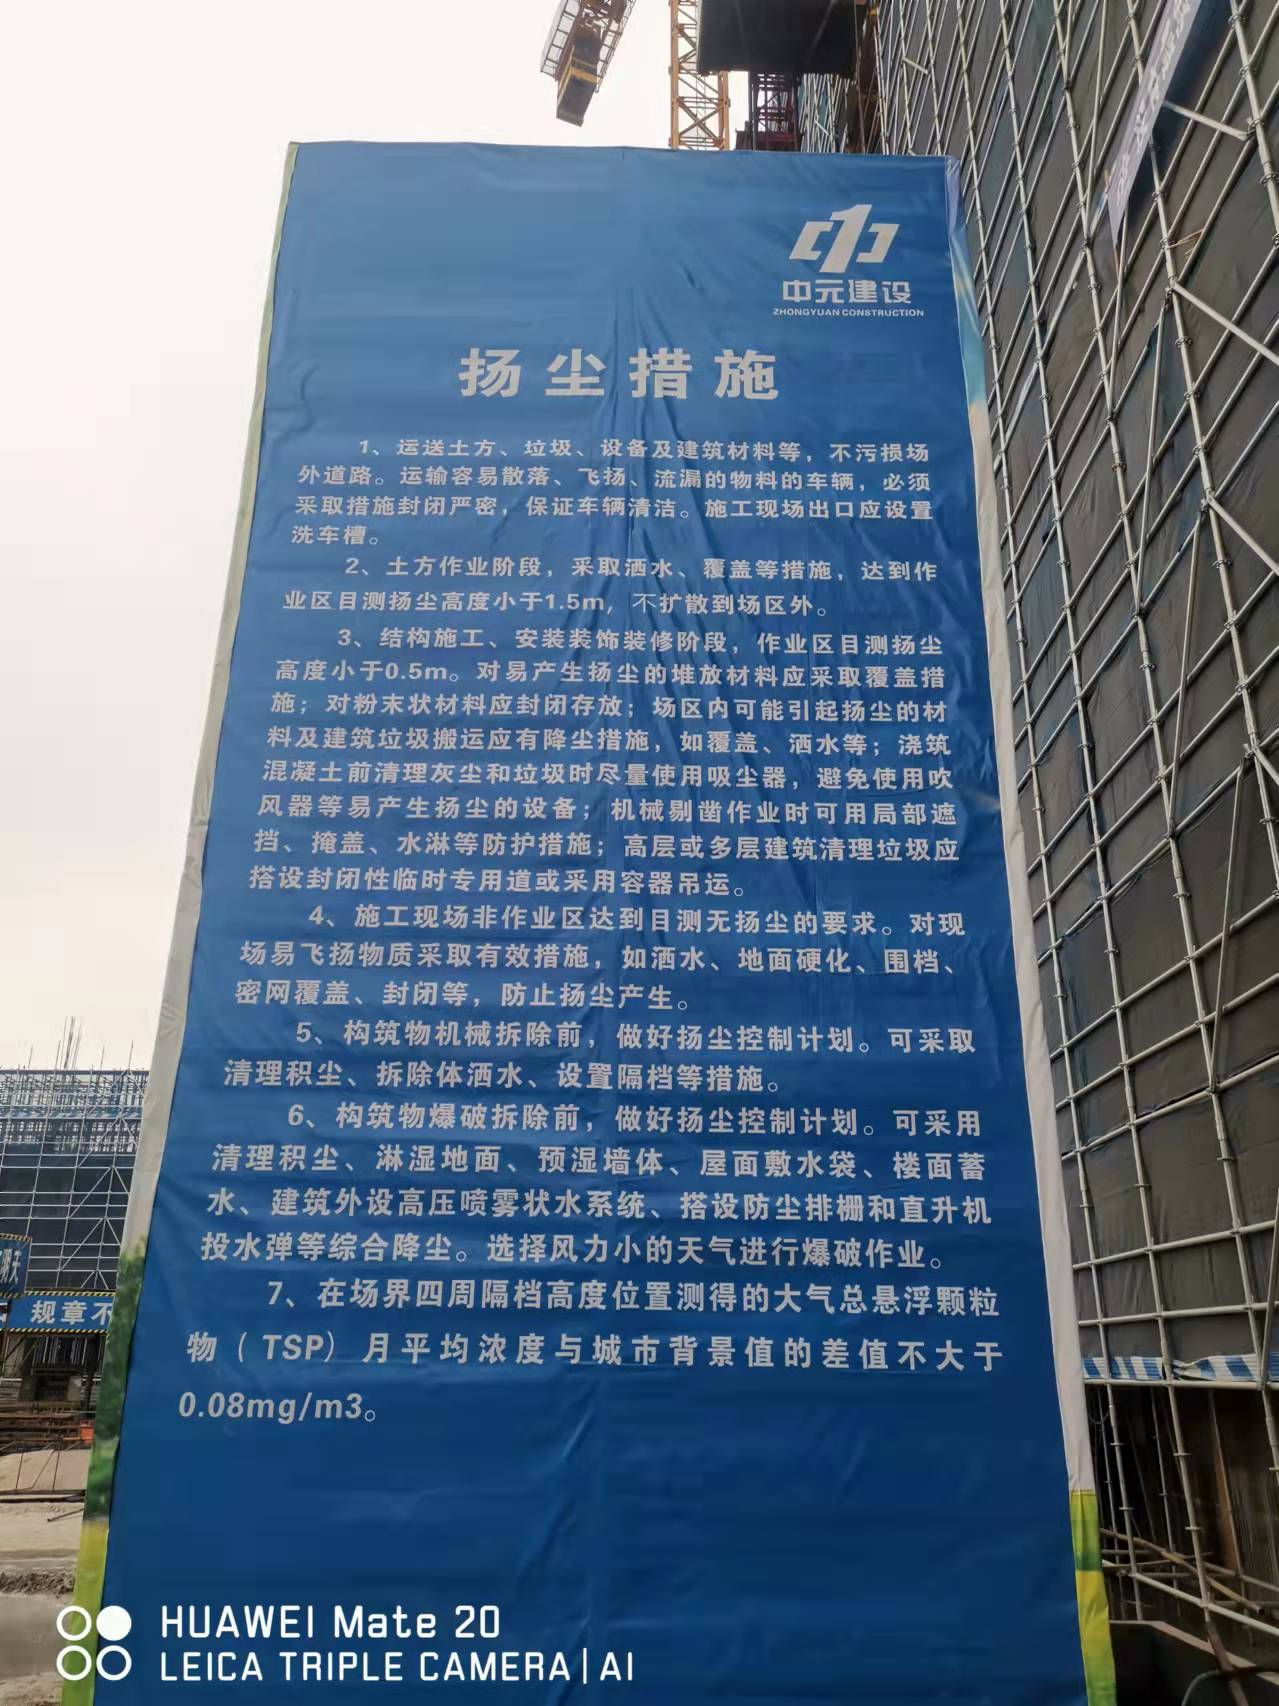 中元建设
ZHONGYUAN CONSTRUCTION
扬尘措施
1、运送土方、垃圾、设备及建筑材料等，不污损场
外道路。运输容易散落、飞扬、流漏的物料的车辆，必须
采取措施封闭严密，保证车辆清洁。施工现场出口应设置
洗车槽。
2、土方作业阶段，采取洒水、覆盖等措施，达到作
业区目测扬尘高度小于1.5m，不扩散到场区外。
3、结构施工、安装装饰装修阶段，作业区目测扬尘
高度小于0.5m。对易产生扬尘的堆放材料应采取覆盖措
施；对粉末状材料应封闭存放；场区内可能引起扬尘的材
料及建筑垃圾搬运应有降尘措施，如覆盖、洒水等；浇筑
混凝土前清理灰尘和垃圾时尽量使用吸尘器，避免使用吹
风器等易产生扬尘的设备；机械剔凿作业时可用局部遮
挡、掩盖、水淋等防护措施；高层或多层建筑清理垃圾应
搭设封闭性临时专用道或采用容器吊运。
4、施工现场非作业区达到目测无扬尘的要求。对现
场易飞扬物质采取有效措施，如洒水、地面硬化、围档、
密网覆盖、封闭等，防止扬尘产生。
5、构筑物机械拆除前，做好扬尘控制计划。可采取
清理积尘、拆除体洒水、设置隔档等措施。
6、构筑物爆破拆除前，做好扬尘控制计划。可采用
清理积尘、淋湿地面、预湿墙体、屋面敷水袋、楼面蓄
水、建筑外设高压喷雾状水系统、搭设防尘排栅和直升机
投水弹等综合降尘。选择风力小的天气进行爆破作业。
7、在场界四周隔档高度位置测得的大气总悬浮颗粒
物（TSP）月平均浓度与城市背景值的差值不大于
0.08mg/m3。
规章不
HUAWEI Mate 20
LEICA TRIPLE CAMERA | AI